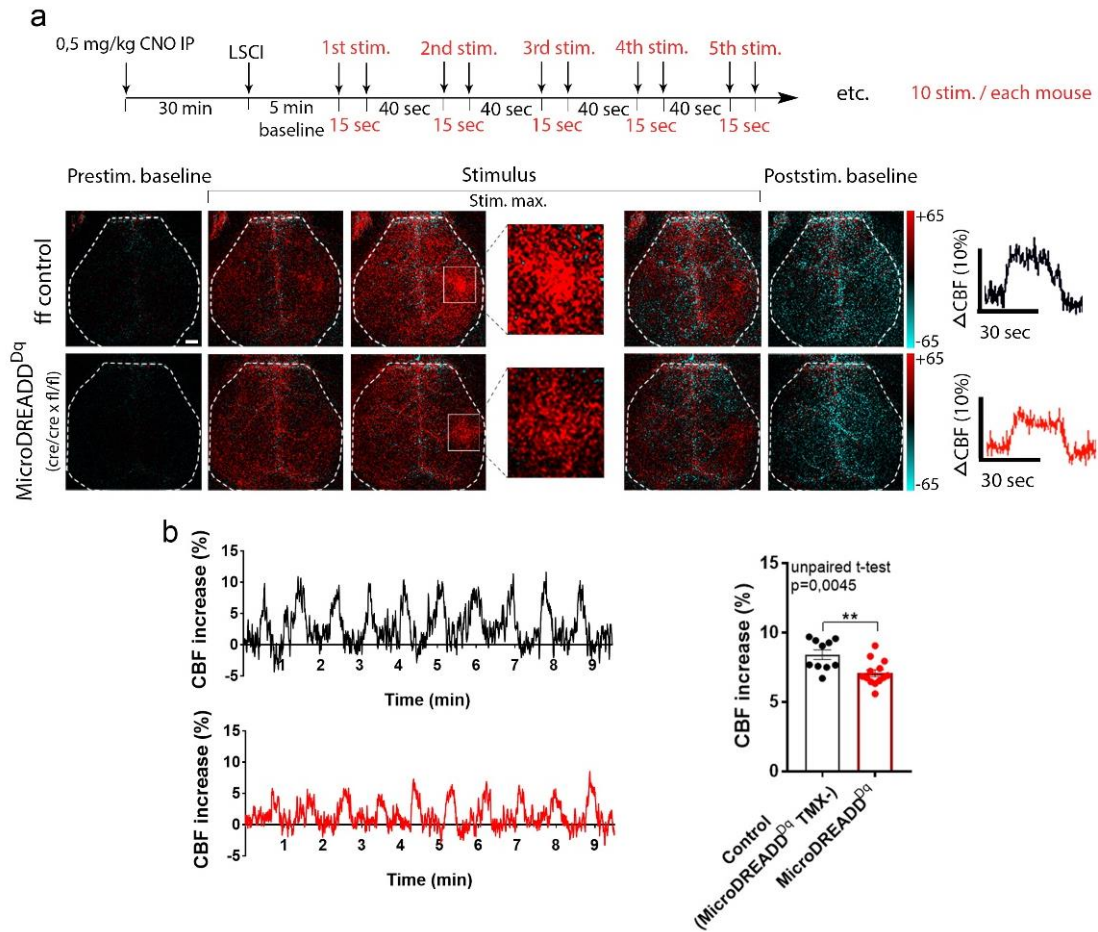 a
0,5 mg/kg CNO IP
LSCI
1st stim. 2nd stim. 3rd stim. 4th stim. 5th stim.
30 min 5 min 40 sec 40 sec 40 sec 40 sec etc. 10 stim. / each mouse
baseline 15 sec 15 sec 15 sec 15 sec 15 sec
Prestim. baseline Stimulus Poststim. baseline
Stim. max.
ff control
+65
-65
ΔCBF (10%)
30 sec
MicroDREADD^Dq
(cre/cre x fl/fl)
+65
-65
ΔCBF (10%)
30 sec
b
CBF increase (%)
15
10
5
0
-5
1 2 3 4 5 6 7 8 9
Time (min)
CBF increase (%)
15
10
5
0
-5
1 2 3 4 5 6 7 8 9
Time (min)
unpaired t-test
p=0,0045
**
CBF increase (%)
15
10
5
0
Control
(MicroDREADD^Dq TMX-)
MicroDREADD^Dq